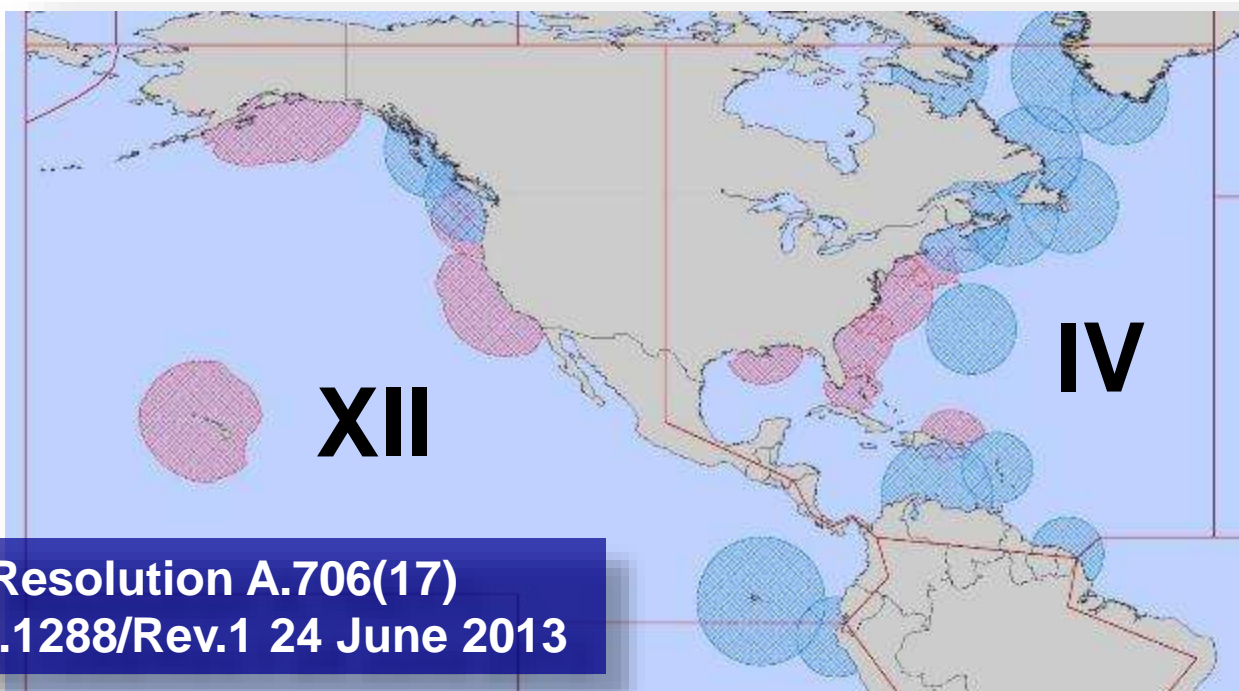 IV
XII
Resolution A.706(17)
.1288/Rev.1 24 June 2013